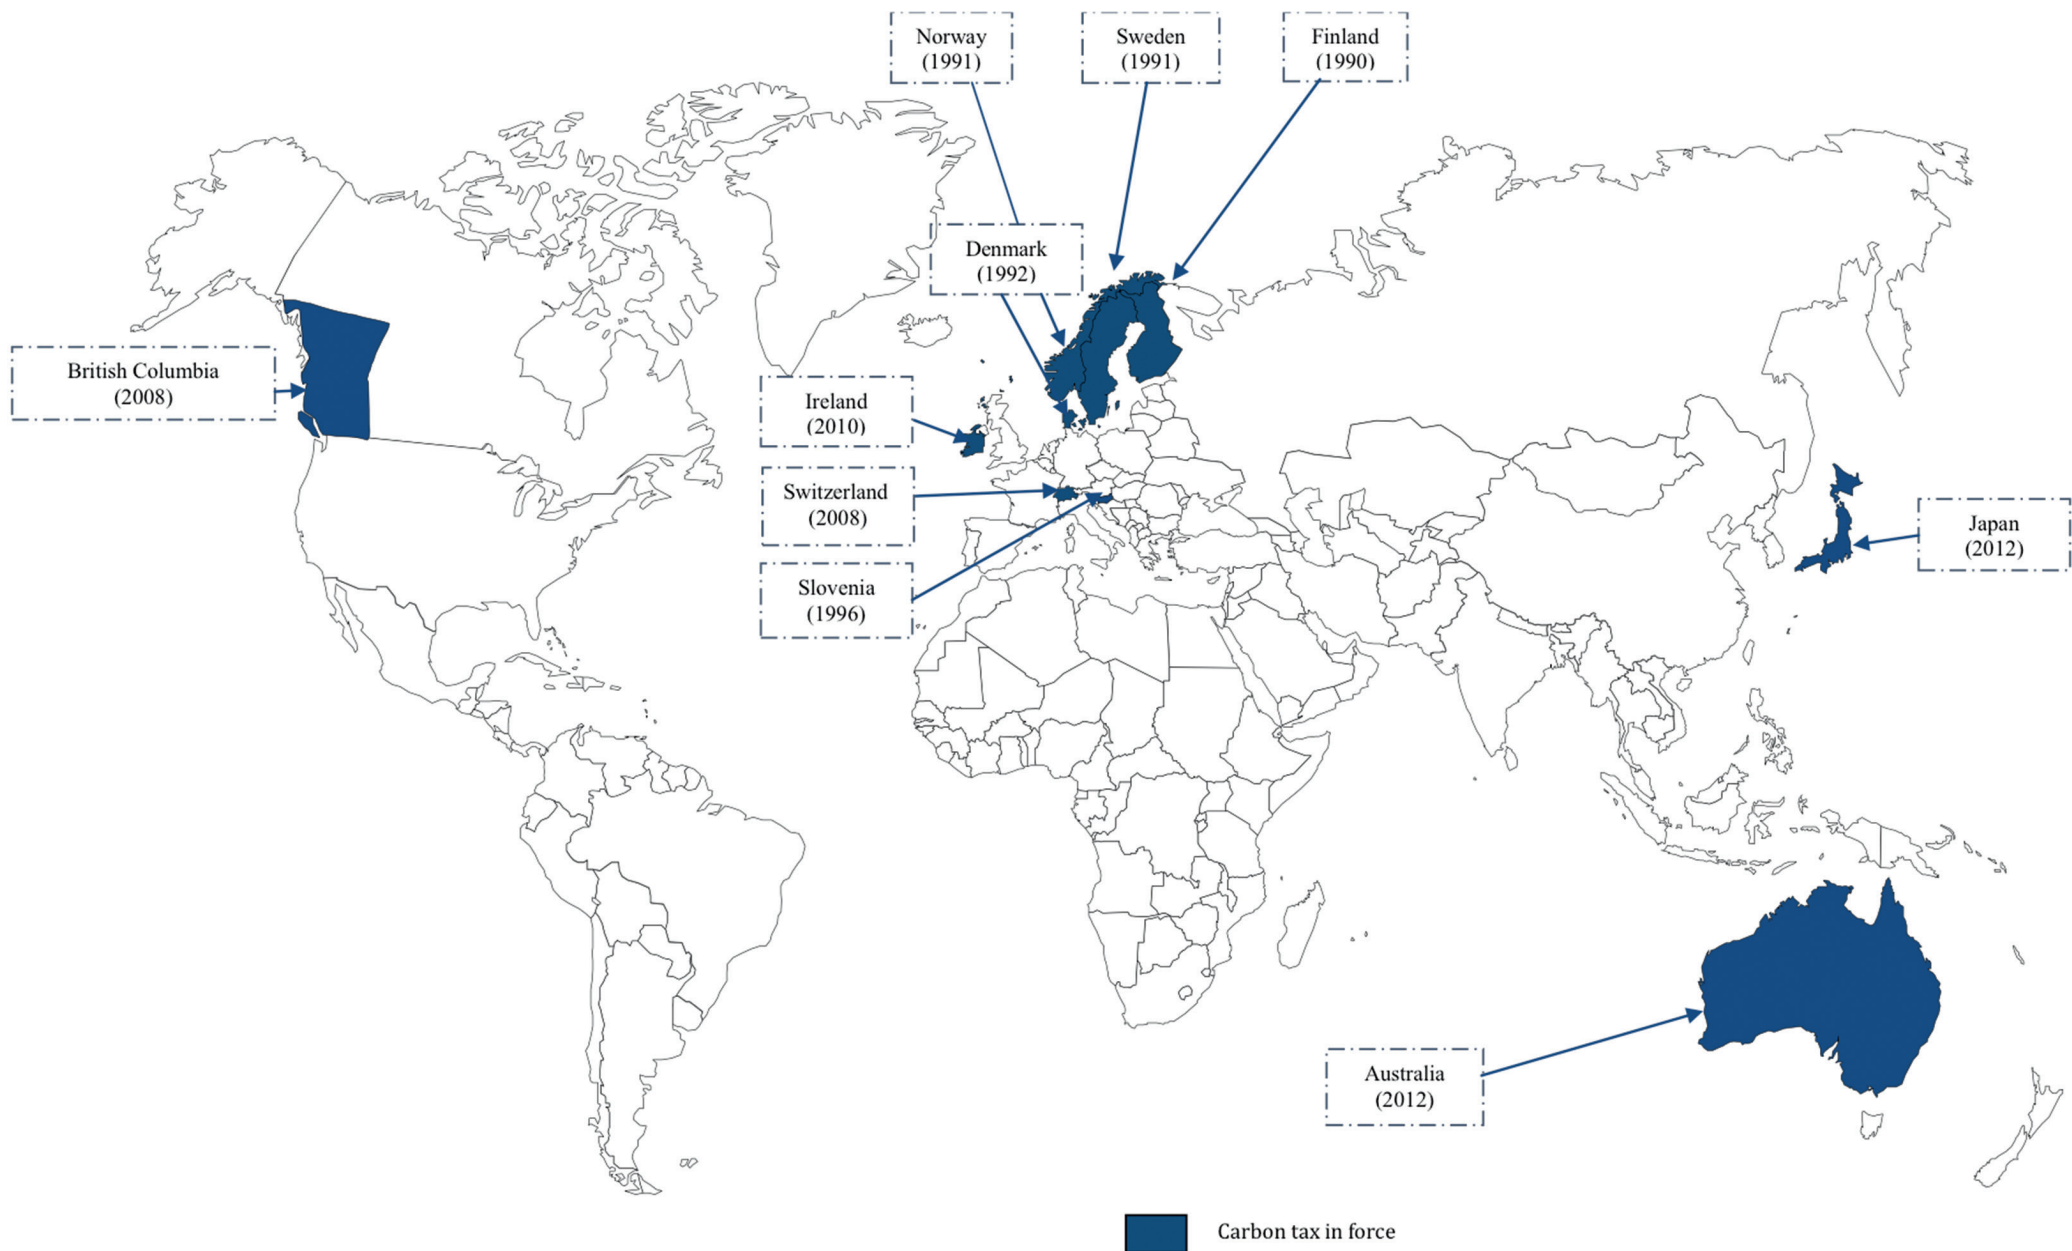 Norway
(1991)
Sweden
(1991)
Finland
(1990)
Denmark
(1992)
British Columbia
(2008)
Ireland
(2010)
Switzerland
(2008)
Slovenia
(1996)
Japan
(2012)
Australia
(2012)
Carbon tax in force